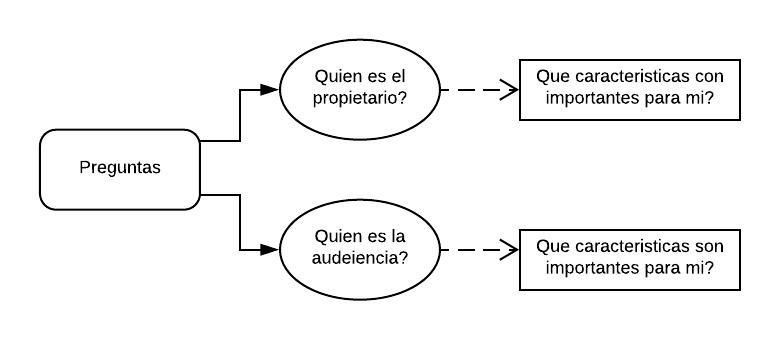 Quien es el
propietario?
Que caracteristicas con
importantes para mi?
Preguntas
Quien es la
audeiencia?
Que caracteristicas son
importantes para mi?